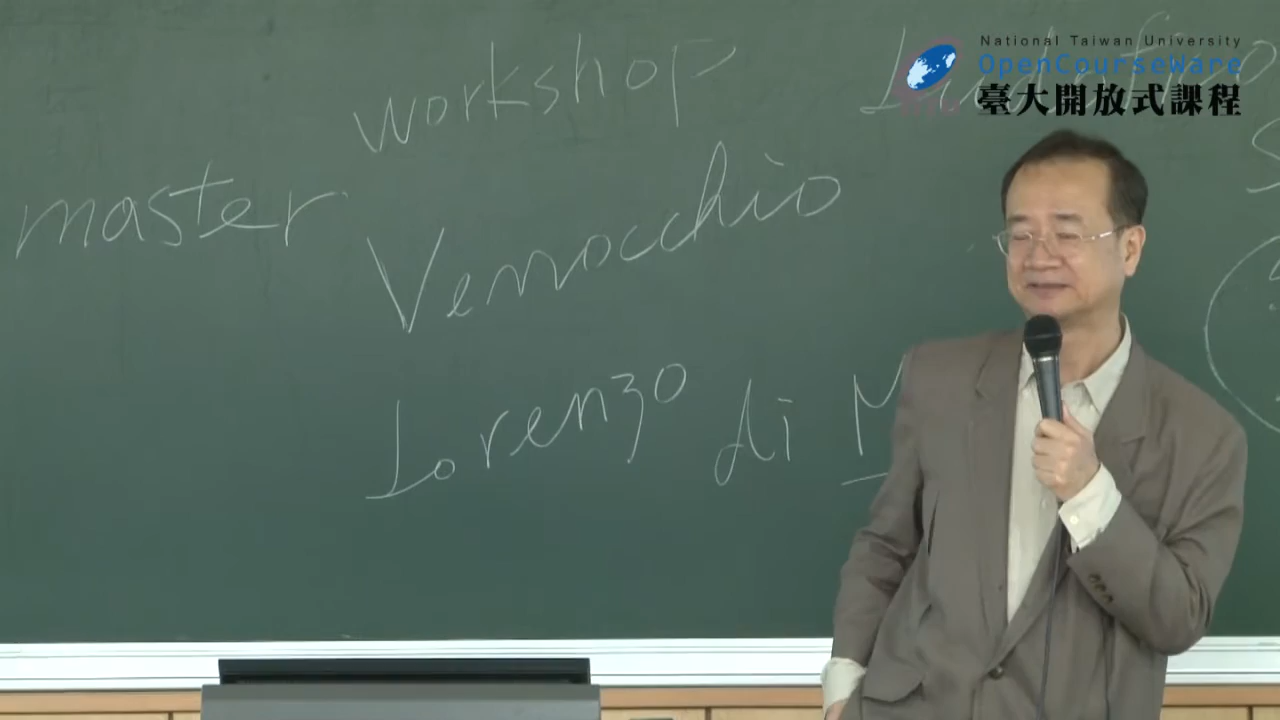 National Taiwan University
OpenCourseWare
臺大開放式課程
workshop
master
Verrocchio
Lorenzo di M